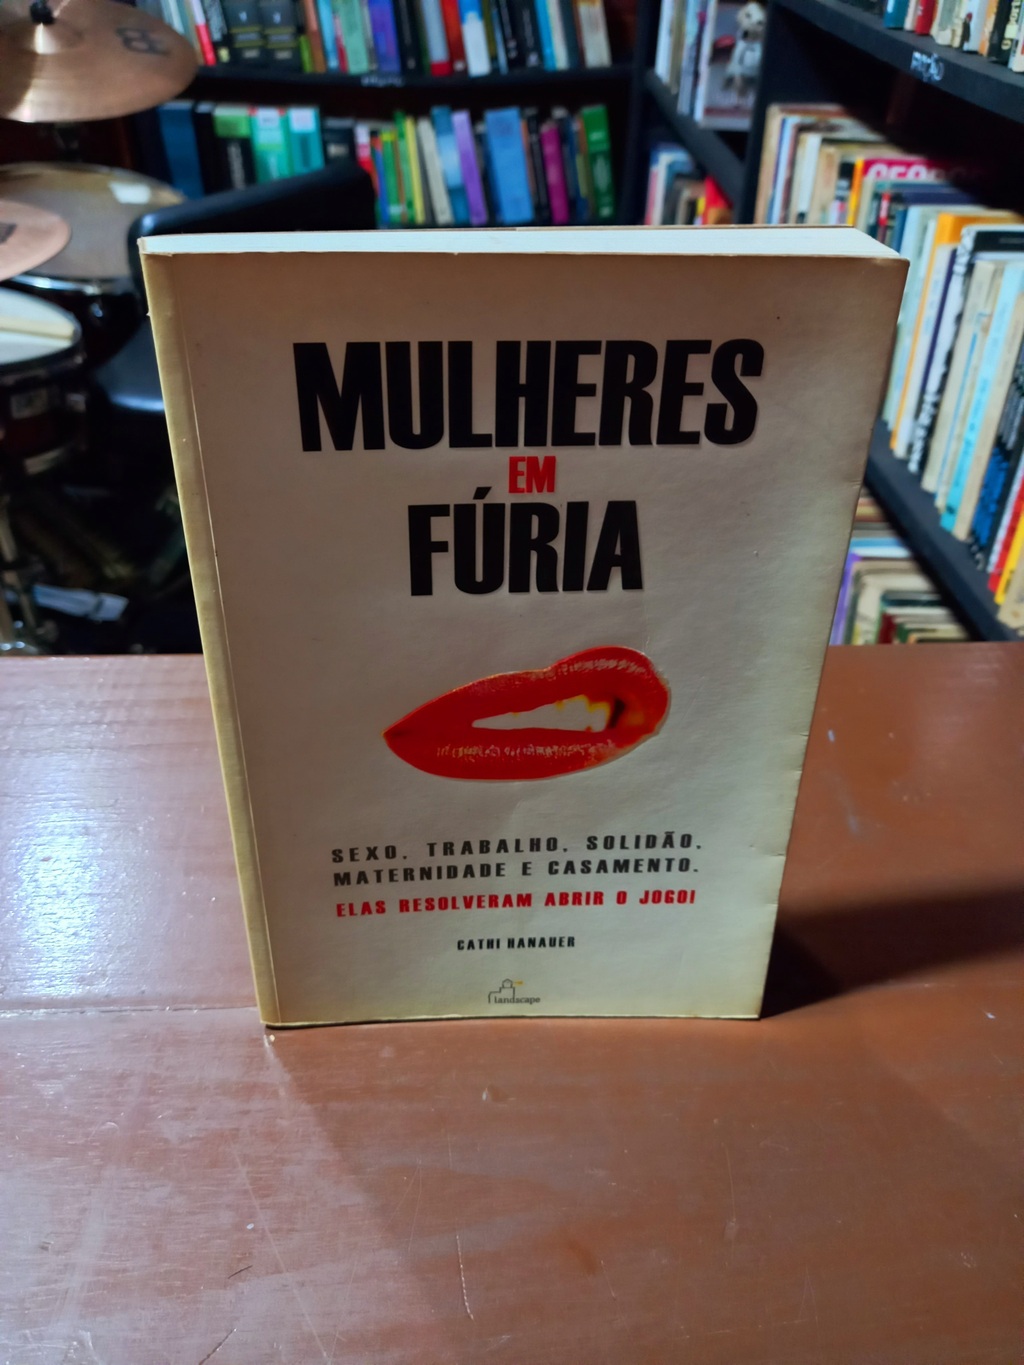 MULHERES
EM
FÚRIA
SEXO. TRABALHO. SOLIDÃO.
MATERNIDADE E CASAMENTO.
ELAS RESOLVERAM ABRIR O JOGO!
CATHI HANAUER
landscape